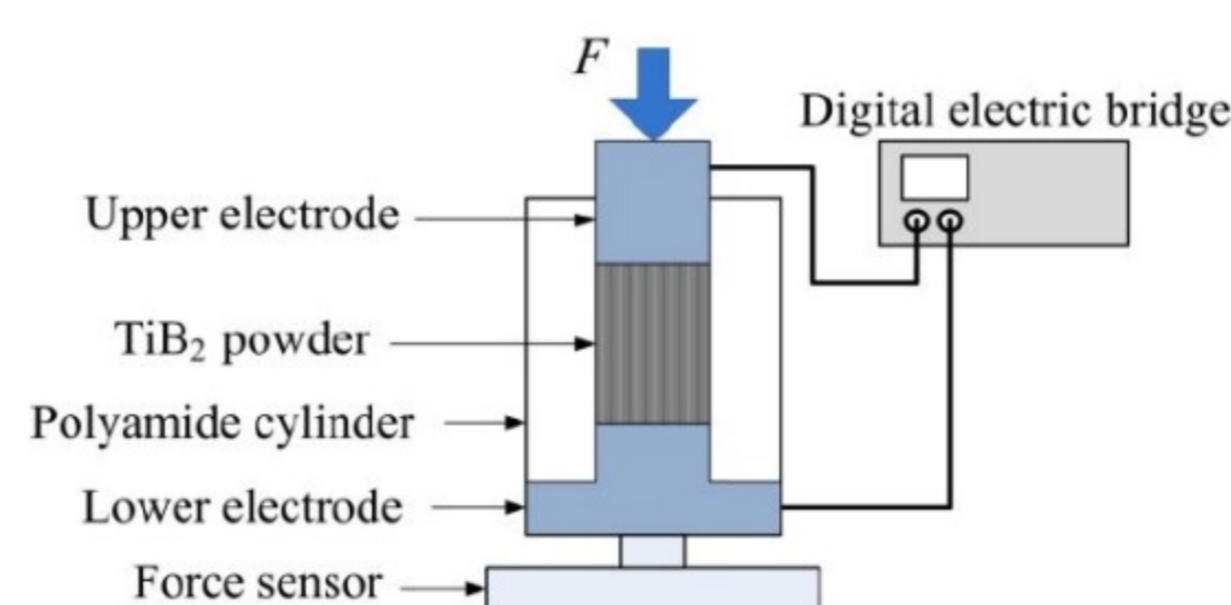 F
Digital electric bridge
Upper electrode
TiB₂ powder
Polyamide cylinder
Lower electrode
Force sensor